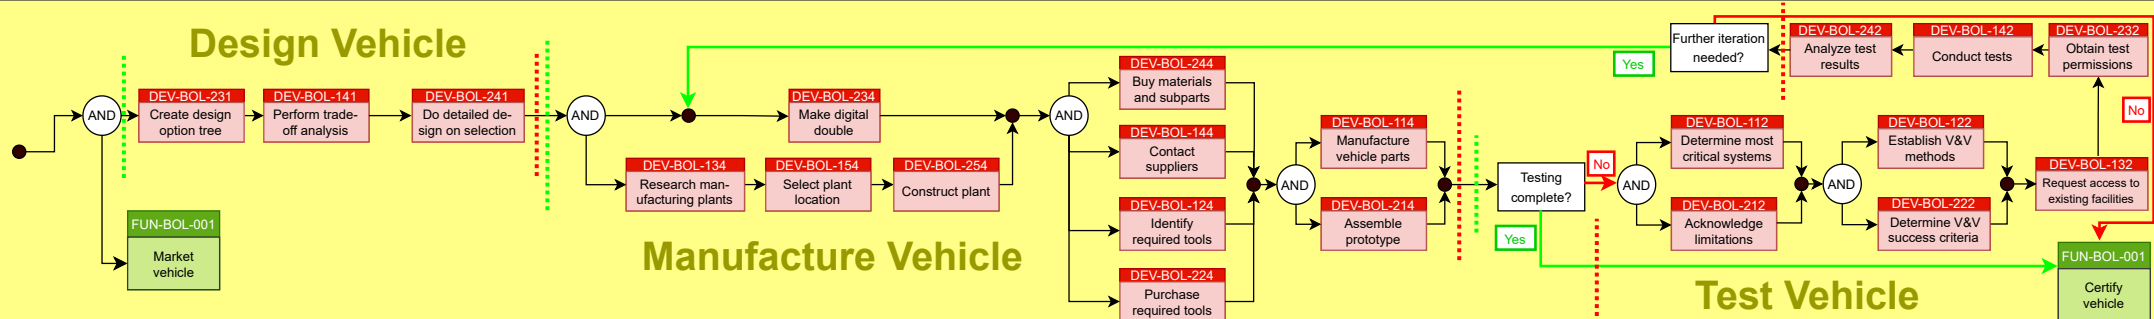 Design Vehicle
AND
DEV-BOL-231
Create design
option tree
DEV-BOL-141
Perform trade-
off analysis
DEV-BOL-241
Do detailed de-
sign on selection
FUN-BOL-001
Market
vehicle
AND
DEV-BOL-234
Make digital
double
DEV-BOL-134
Research man-
ufacturing plants
DEV-BOL-154
Select plant
location
DEV-BOL-254
Construct plant
Manufacture Vehicle
AND
DEV-BOL-244
Buy materials
and subparts
DEV-BOL-144
Contact
suppliers
DEV-BOL-124
Identify
required tools
DEV-BOL-224
Purchase
required tools
AND
DEV-BOL-114
Manufacture
vehicle parts
DEV-BOL-214
Assemble
prototype
Testing
complete?
No
Yes
AND
DEV-BOL-112
Determine most
critical systems
DEV-BOL-212
Acknowledge
limitations
AND
DEV-BOL-122
Establish V&V
methods
DEV-BOL-222
Determine V&V
success criteria
DEV-BOL-132
Request access to
existing facilities
DEV-BOL-232
Obtain test
permissions
DEV-BOL-142
Conduct tests
DEV-BOL-242
Analyze test
results
Further iteration
needed?
Yes
No
FUN-BOL-001
Certify
vehicle
Test Vehicle